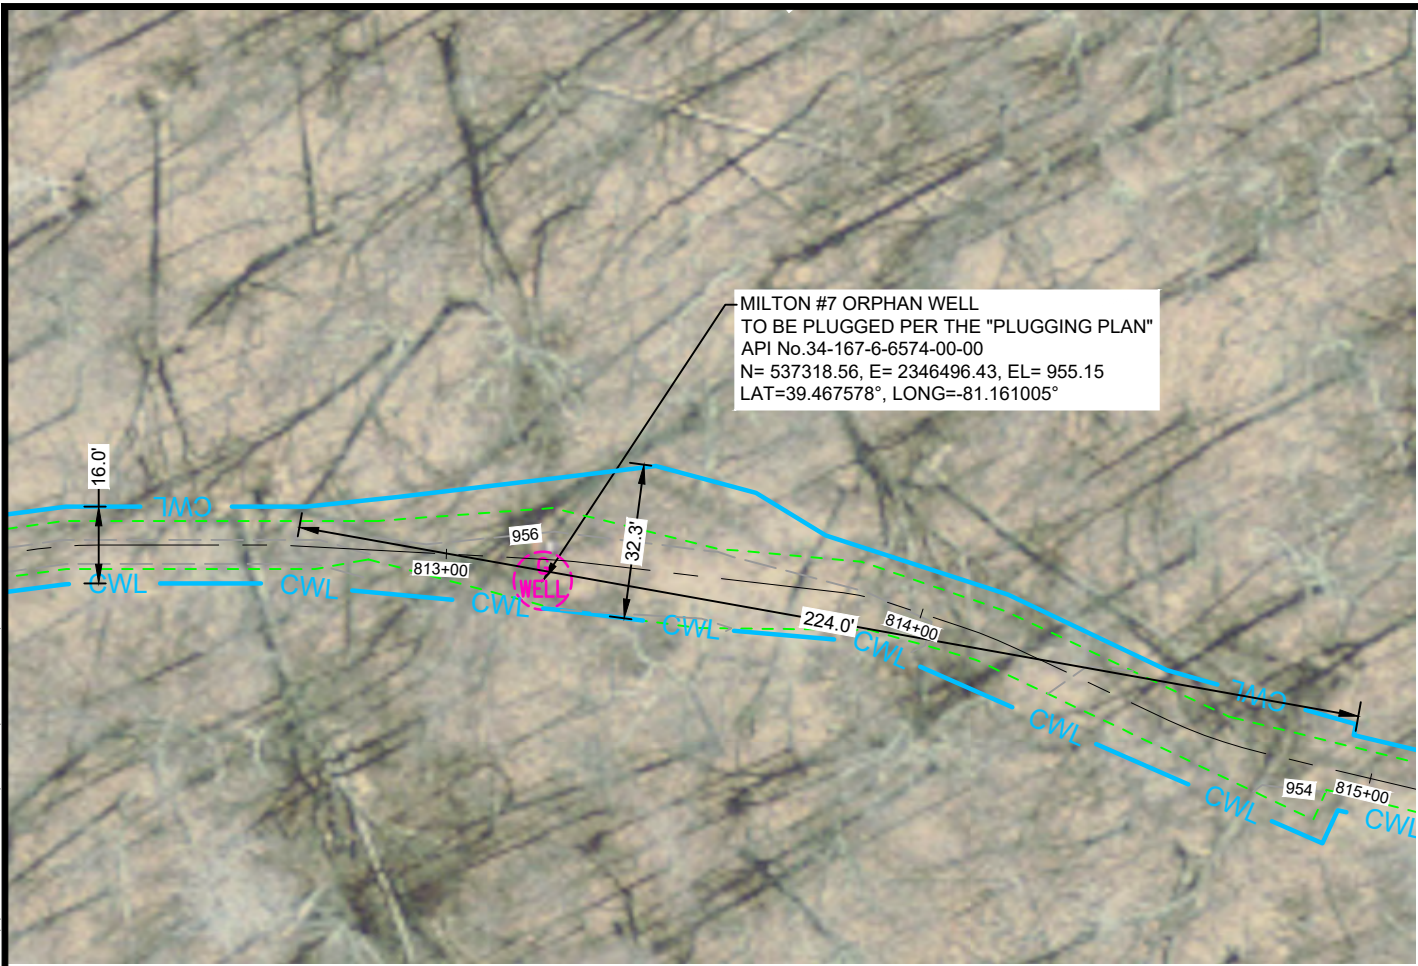 MILTON #7 ORPHAN WELL
TO BE PLUGGED PER THE "PLUGGING PLAN"
API No.34-167-6-6574-00-00
N= 537318.56, E= 2346496.43, EL= 955.15
LAT=39.467578°, LONG=-81.161005°
16.0'
CWL
956
32.3'
813+00
WELL
CWL
CWL
CWL
CWL
224.0'
814+00
CWL
CWL
CWL
954
815+00
CWL
CWL